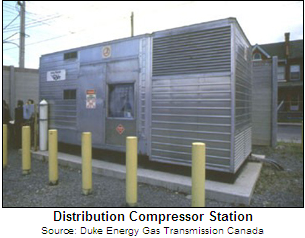 Distribution Compressor Station
Source: Duke Energy Gas Transmission Canada